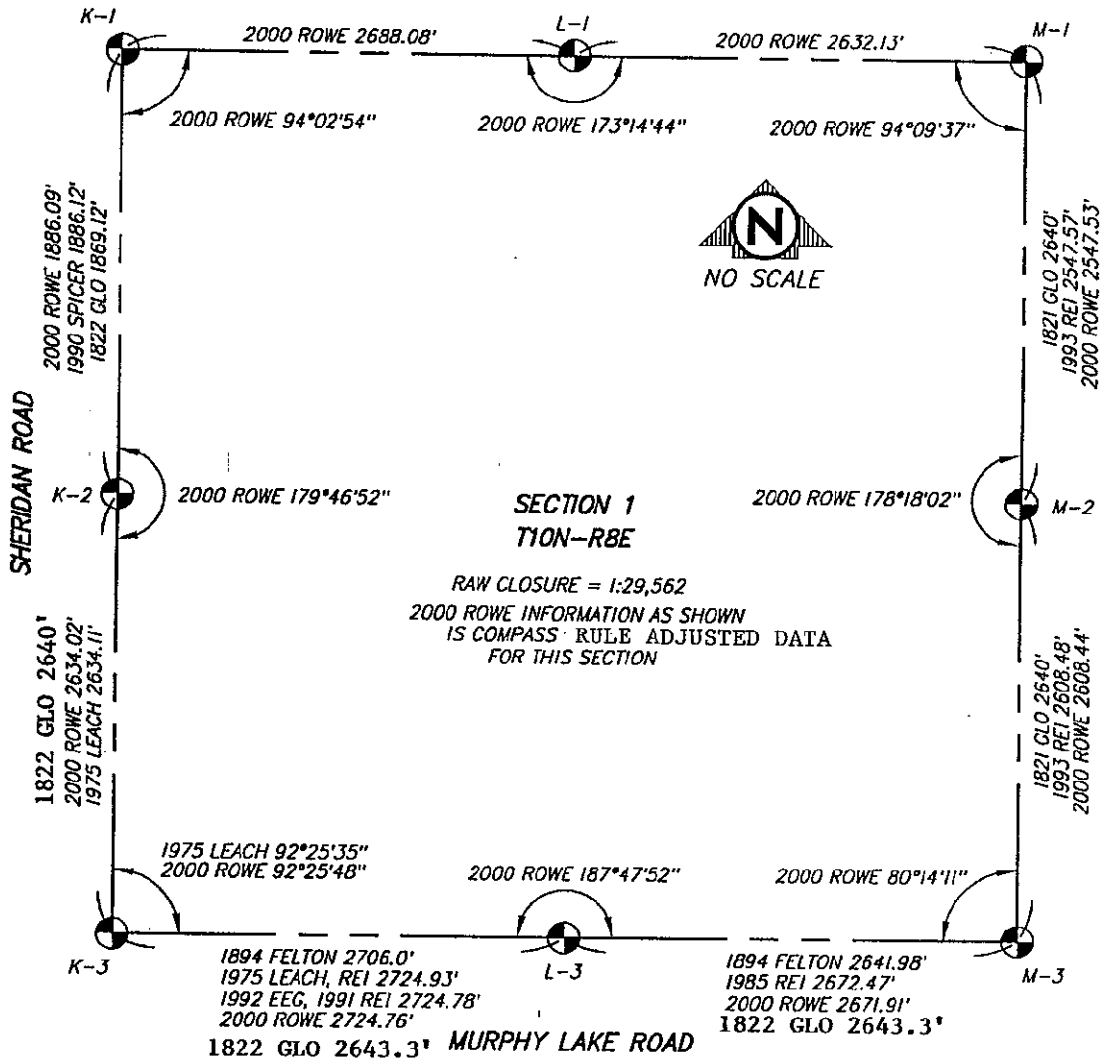 K-1
2000 ROWE 2688.08'
L-1
2000 ROWE 2632.13'
M-1
2000 ROWE 94°02'54"
2000 ROWE 173°14'44"
2000 ROWE 94°09'37"
2000 ROWE 1886.09'
1990 SPICER 1886.12'
1822 GLO 1869.12'
N
NO SCALE
1821 GLO 2640'
1993 REI 2547.57'
2000 ROWE 2547.53'
SHERIDAN ROAD
K-2
2000 ROWE 179°46'52"
SECTION 1
T10N-R8E
2000 ROWE 178°18'02"
M-2
RAW CLOSURE = 1:29,562
2000 ROWE INFORMATION AS SHOWN
IS COMPASS RULE ADJUSTED DATA
FOR THIS SECTION
1822 GLO 2640'
2000 ROWE 2634.02'
1975 LEACH 2634.11'
1821 GLO 2640'
1993 REI 2608.48'
2000 ROWE 2608.44'
1975 LEACH 92°25'35"
2000 ROWE 92°25'48"
2000 ROWE 187°47'52"
2000 ROWE 80°14'11"
K-3
L-3
M-3
1894 FELTON 2706.0'
1975 LEACH, REI 2724.93'
1992 EEG, 1991 REI 2724.78'
2000 ROWE 2724.76'
1822 GLO 2643.3'
1894 FELTON 2641.98'
1985 REI 2672.47'
2000 ROWE 2671.91'
1822 GLO 2643.3'
MURPHY LAKE ROAD